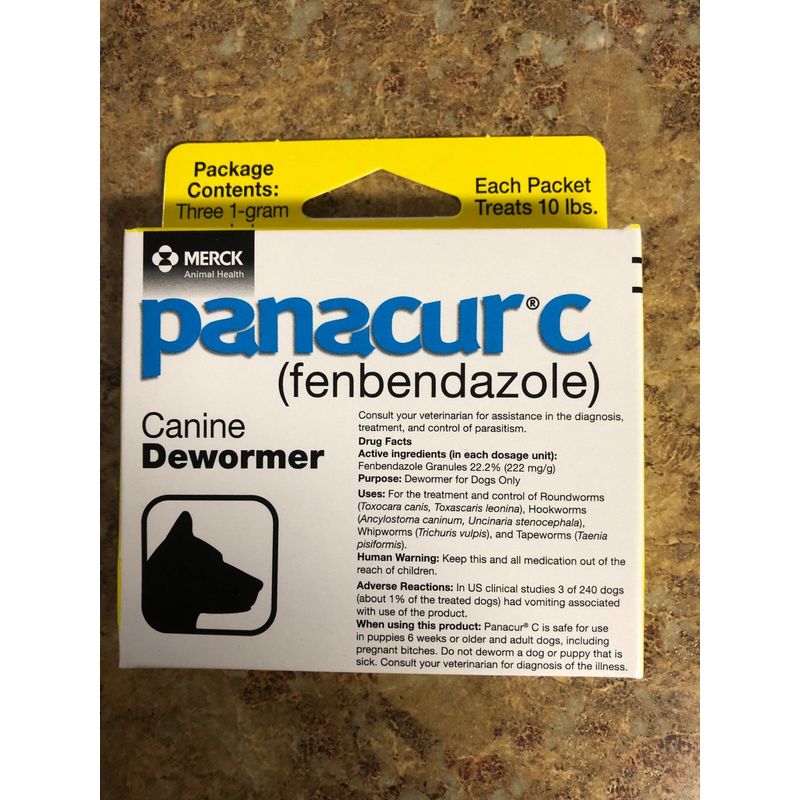 Package
Contents:
Three 1-gram
Each Packet
Treats 10 lbs.
MERCK
Animal Health
panacur® c
(fenbendazole)
Canine
Dewormer
Consult your veterinarian for assistance in the diagnosis,
treatment, and control of parasitism.
Drug Facts
Active ingredients (in each dosage unit):
Fenbendazole Granules 22.2% (222 mg/g)
Purpose: Dewormer for Dogs Only
Uses: For the treatment and control of Roundworms
(Toxocara canis, Toxascaris leonina), Hookworms
(Ancylostoma caninum, Uncinaria stenocephala),
Whipworms (Trichuris vulpis), and Tapeworms (Taenia
pisiformis).
Human Warning: Keep this and all medication out of the
reach of children.
Adverse Reactions: In US clinical studies 3 of 240 dogs
(about 1% of the treated dogs) had vomiting associated
with use of the product.
When using this product: Panacur® C is safe for use
in puppies 6 weeks or older and adult dogs, including
pregnant bitches. Do not deworm a dog or puppy that is
sick. Consult your veterinarian for diagnosis of the illness.